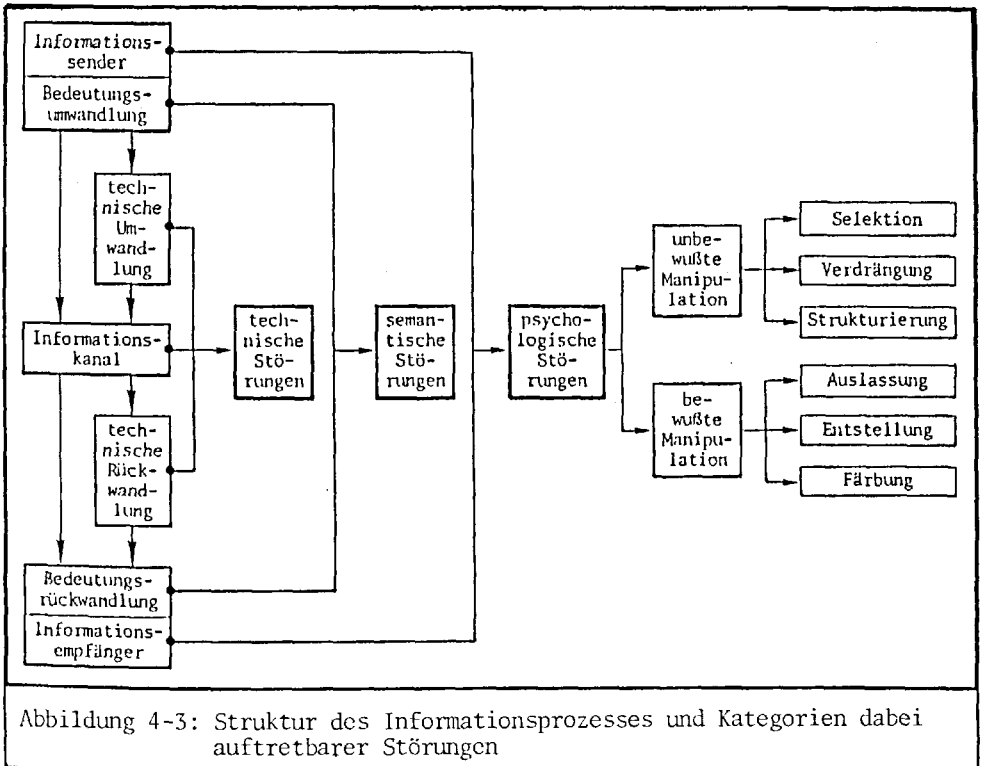 Informations-
sender
Bedeutungs-
umwandlung
tech-
nische
Um-
wand-
lung
Informations-
kanal
tech-
nische
Rück-
wand-
lung
Bedeutungs-
rückwandlung
Informations-
empfänger
tech-
nische
Stö-
rungen
seman-
tische
Stö-
rungen
psycho-
logische
Stö-
rungen
unbe-
wußte
Manipu-
lation
be-
wußte
Manipu-
lation
Selektion
Verdrängung
Strukturierung
Auslassung
Entstellung
Färbung
Abbildung 4-3: Struktur des Informationsprozesses und Kategorien dabei
auftretbarer Störungen